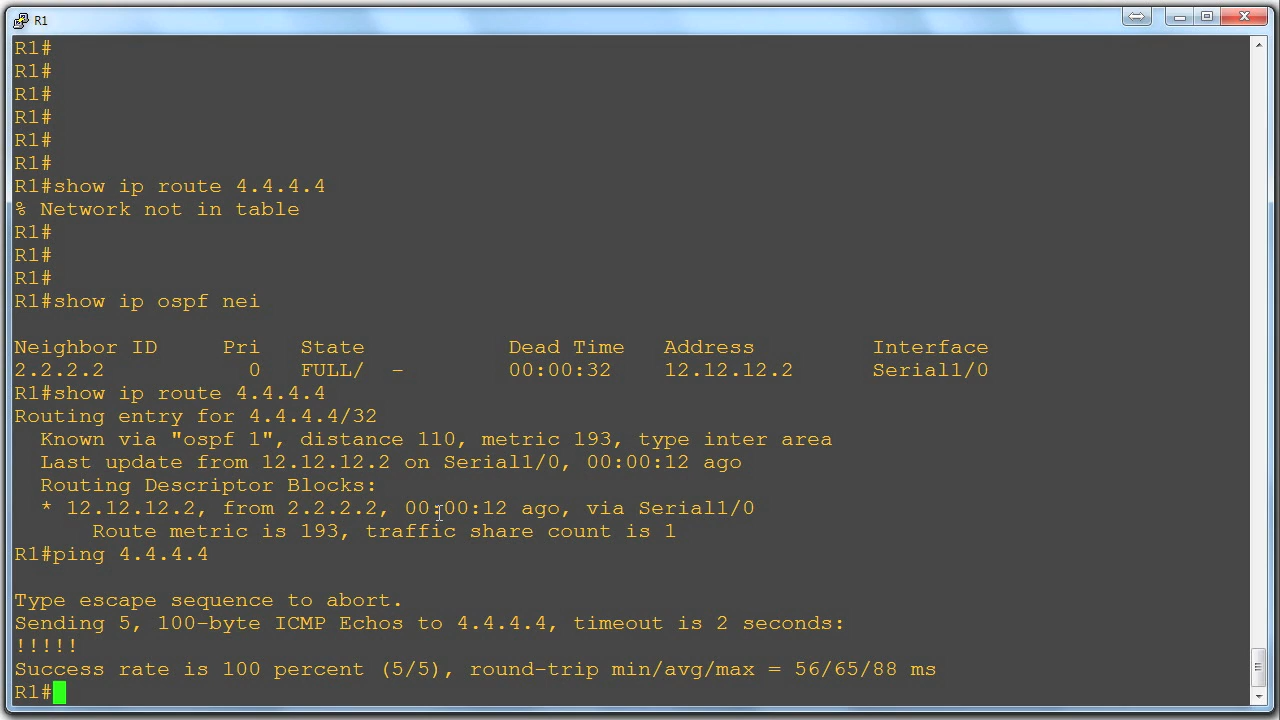 R1
R1#
R1#
R1#
R1#
R1#
R1#
R1#show ip route 4.4.4.4
% Network not in table
R1#
R1#
R1#
R1#show ip ospf nei
Neighbor ID     Pri   State           Dead Time   Address         Interface
2.2.2.2           0   FULL/  -        00:00:32    12.12.12.2      Serial1/0
R1#show ip route 4.4.4.4
Routing entry for 4.4.4.4/32
  Known via "ospf 1", distance 110, metric 193, type inter area
  Last update from 12.12.12.2 on Serial1/0, 00:00:12 ago
  Routing Descriptor Blocks:
  * 12.12.12.2, from 2.2.2.2, 00:00:12 ago, via Serial1/0
      Route metric is 193, traffic share count is 1
R1#ping 4.4.4.4
Type escape sequence to abort.
Sending 5, 100-byte ICMP Echos to 4.4.4.4, timeout is 2 seconds:
!!!!!
Success rate is 100 percent (5/5), round-trip min/avg/max = 56/65/88 ms
R1#